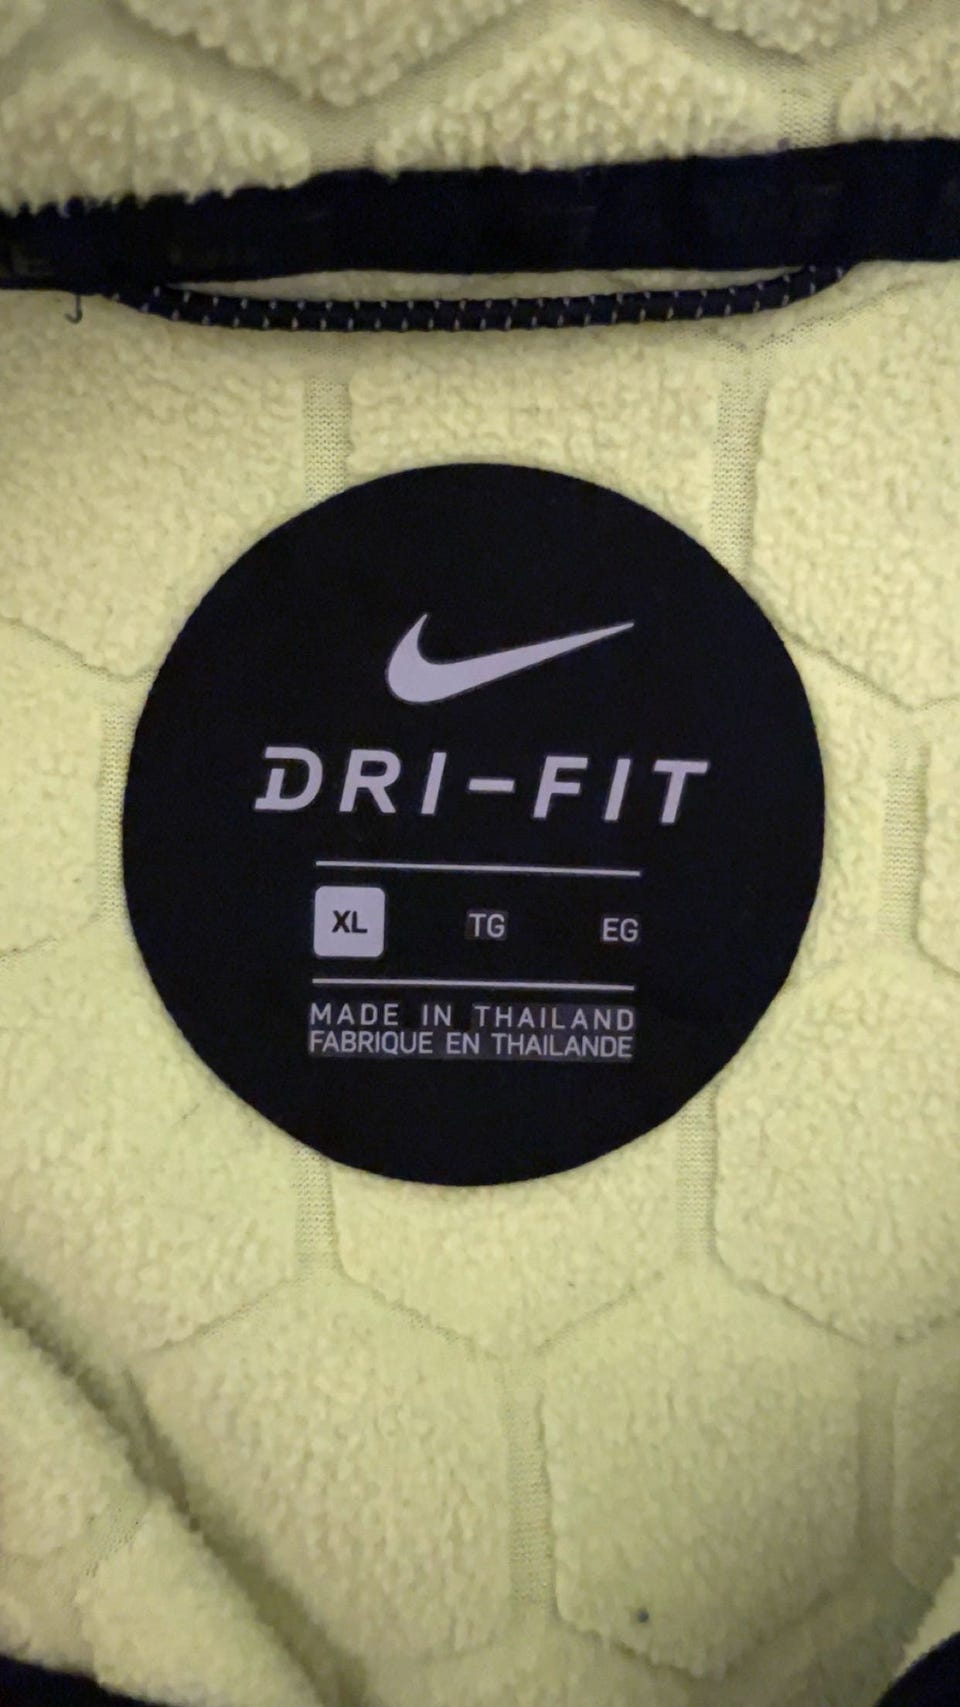 DRI-FIT
XL TG EG
MADE IN THAILAND
FABRIQUE EN THAILANDE